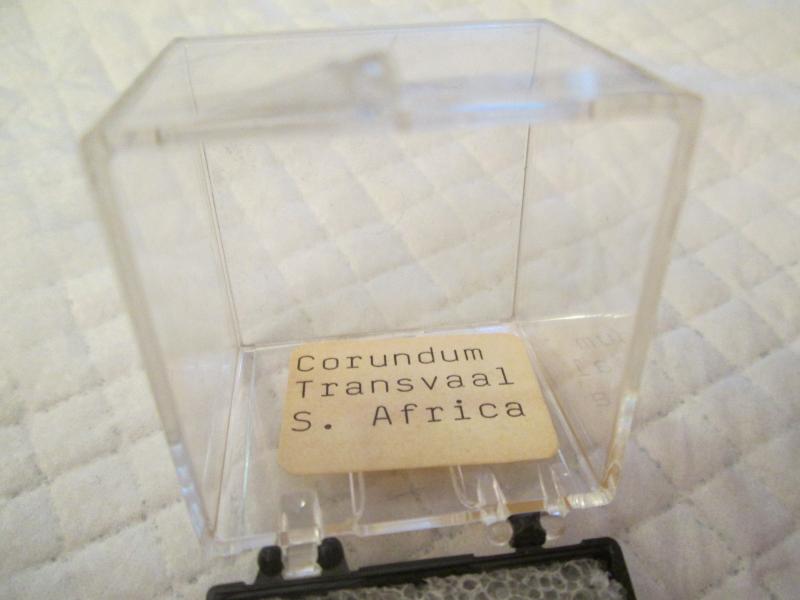 Corundum
Transvaal
S. Africa